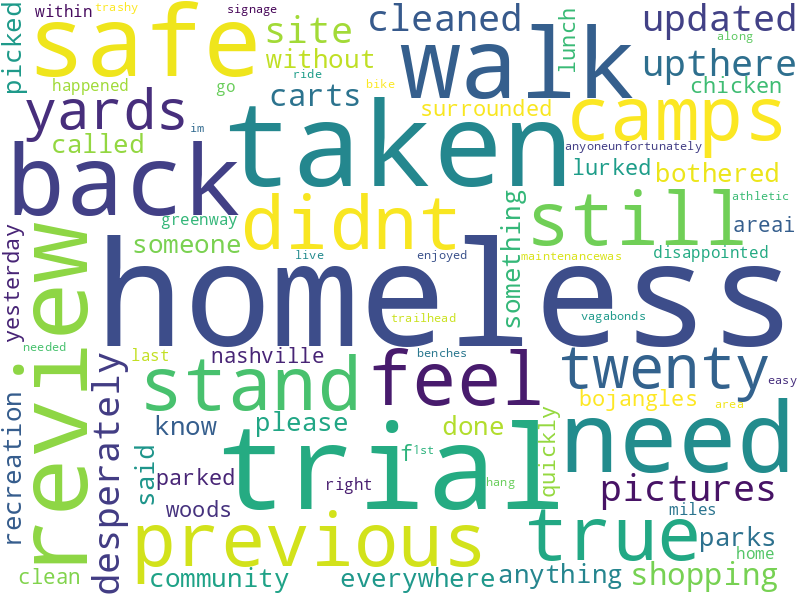 picked
within
trashy
signage
safe
site
without
cleaned
walk
lunch
updated
along
upthere
happened
ride
go
bike
chicken
carts
surrounded
camps
yards
im
called
taken
anyoneunfortunately
back
lurked
bothered
athletic
greenway
didnt
still
areai
someone
something
yesterday
review
live
enjoyed
maintenancewas
disappointed
homeless
trailhead
vagabonds
needed
last
nashville
benches
twenty
easy
desperately
stand
feel
bojangles
area
recreation
know
please
done
quickly
need
said
trial
f
1st
parked
right
hang
pictures
woods
miles
previous
true
parks
home
clean
community
everywhere
anything
shopping